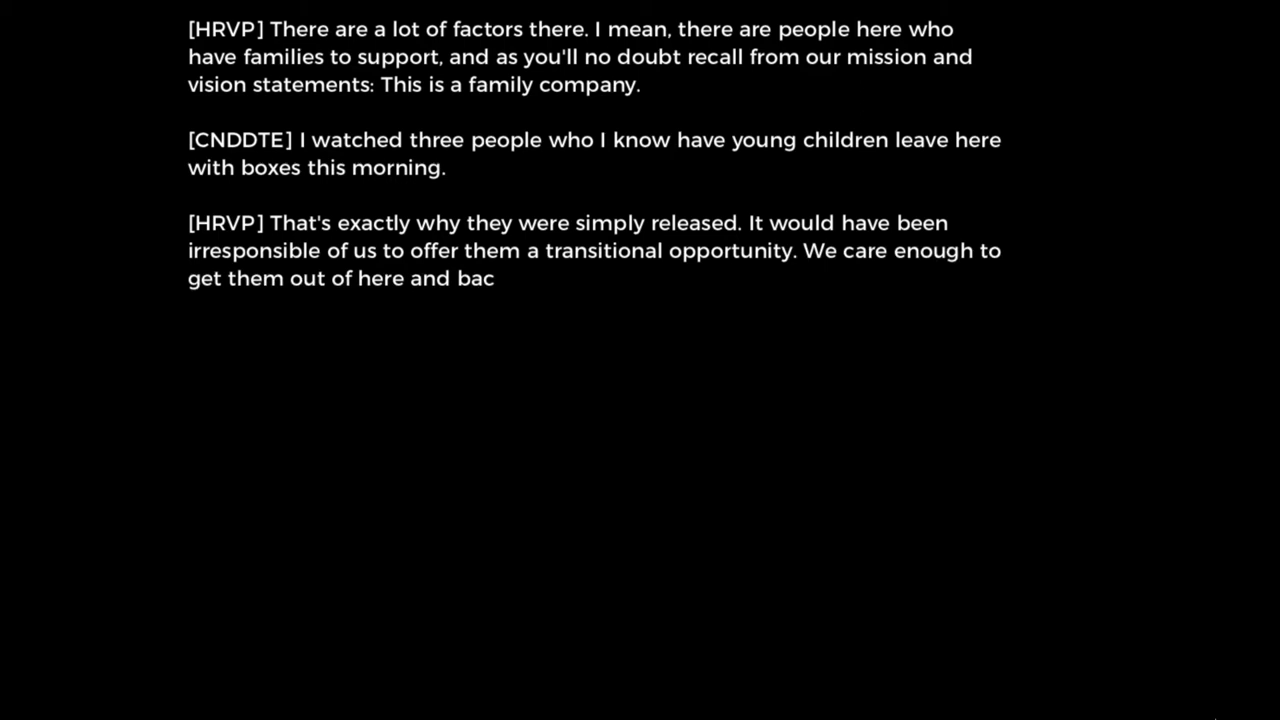 [HRVP] There are a lot of factors there. I mean, there are people here who
have families to support, and as you'll no doubt recall from our mission and
vision statements: This is a family company.
[CNDDTE] I watched three people who I know have young children leave here
with boxes this morning.
[HRVP] That's exactly why they were simply released. It would have been
irresponsible of us to offer them a transitional opportunity. We care enough to
get them out of here and bac